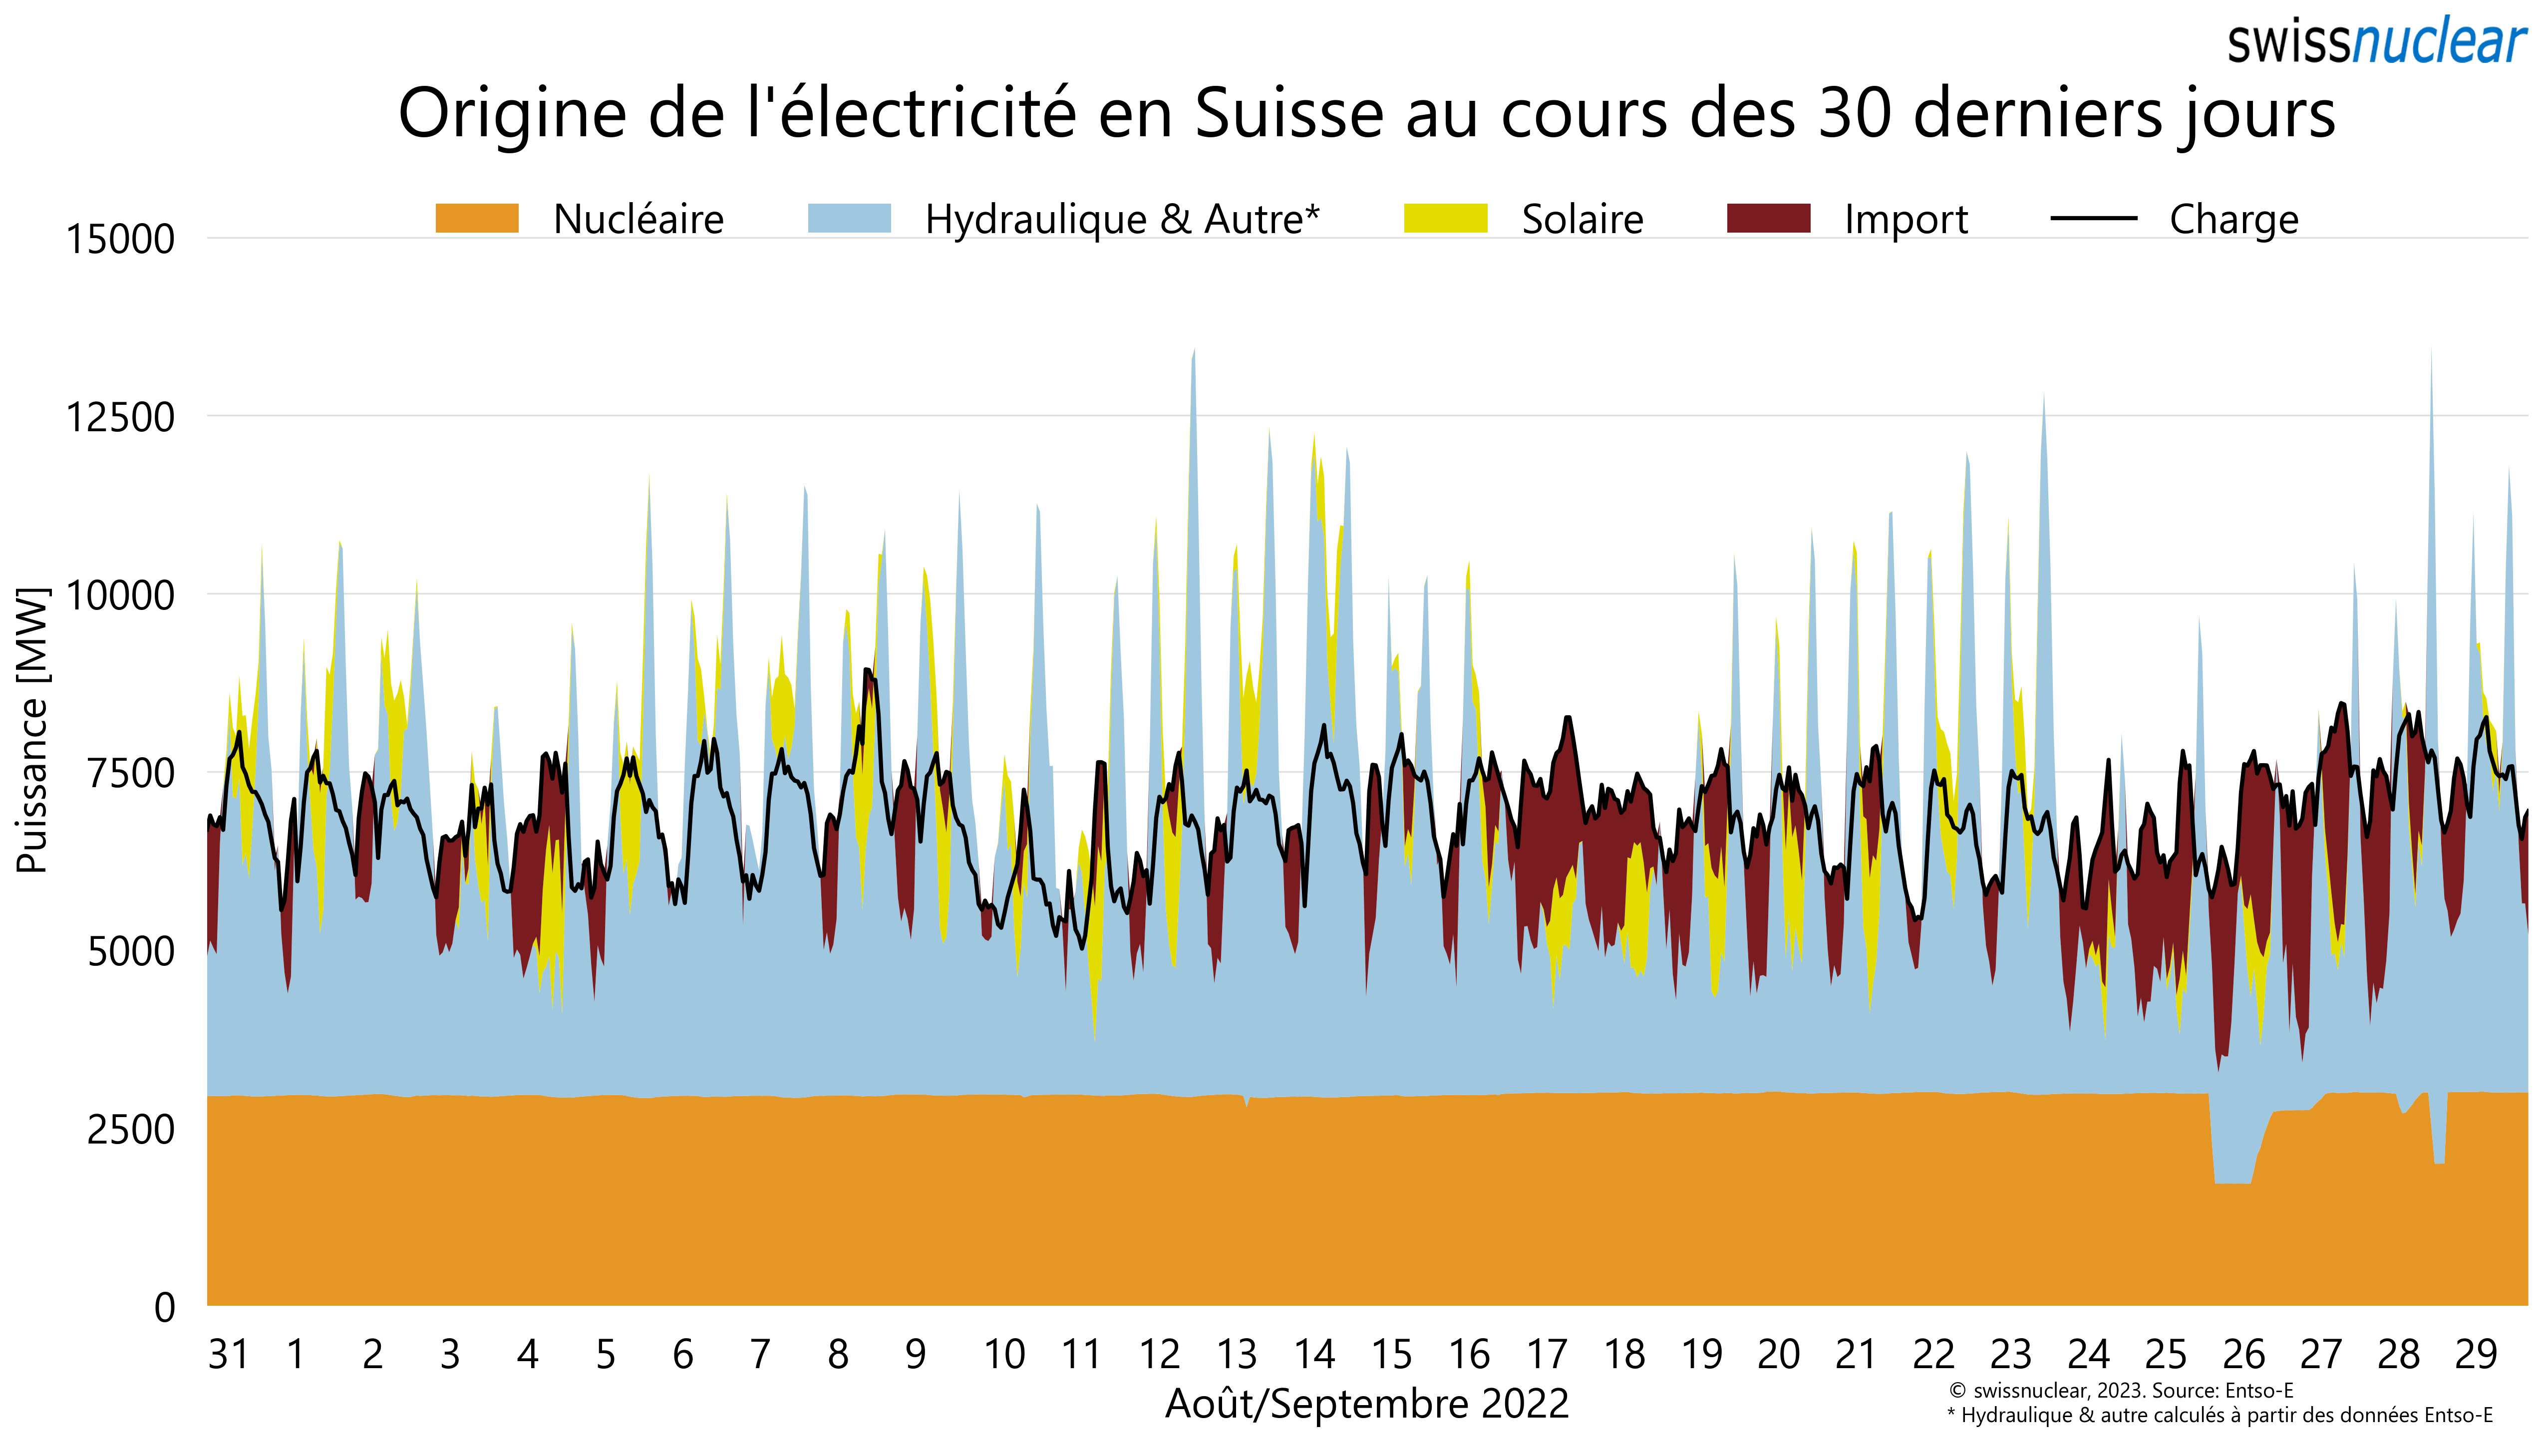 swissnuclear
Origine de l'électricité en Suisse au cours des 30 derniers jours
Nucléaire Hydraulique & Autre* Solaire Import Charge
15000
12500
10000
7500
5000
2500
0
Puissance [MW]
31 1 2 3 4 5 6 7 8 9 10 11 12 13 14 15 16 17 18 19 20 21 22 23 24 25 26 27 28 29
Août/Septembre 2022
© swissnuclear, 2023. Source: Entso-E
* Hydraulique & autre calculés à partir des données Entso-E